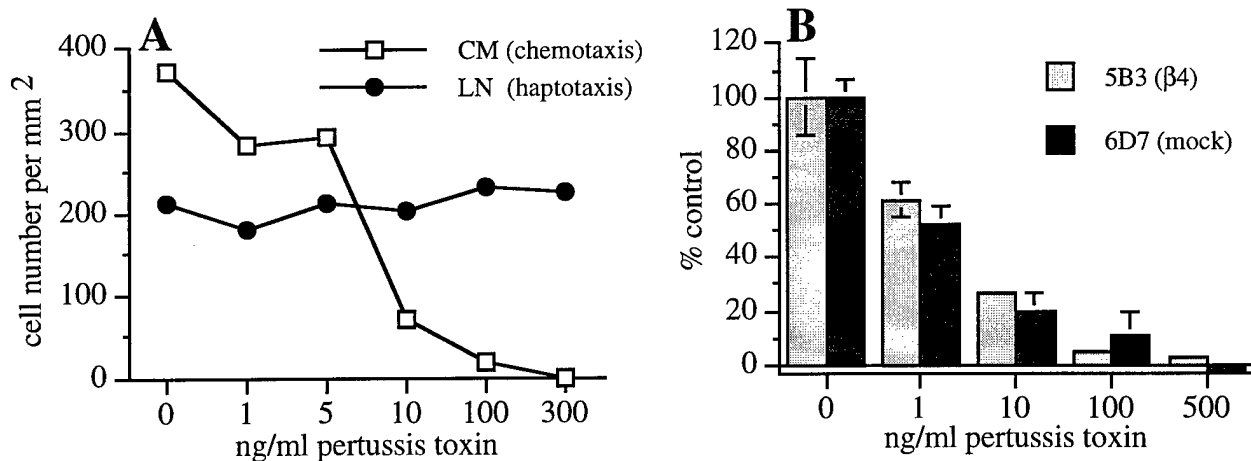 A
400
300
200
100
0
cell number per mm 2
CM (chemotaxis)
LN (haptotaxis)
0 1 5 10 100 300
ng/ml pertussis toxin
B
120
100
80
60
40
20
0
% control
5B3 (β4)
6D7 (mock)
0 1 10 100 500
ng/ml pertussis toxin